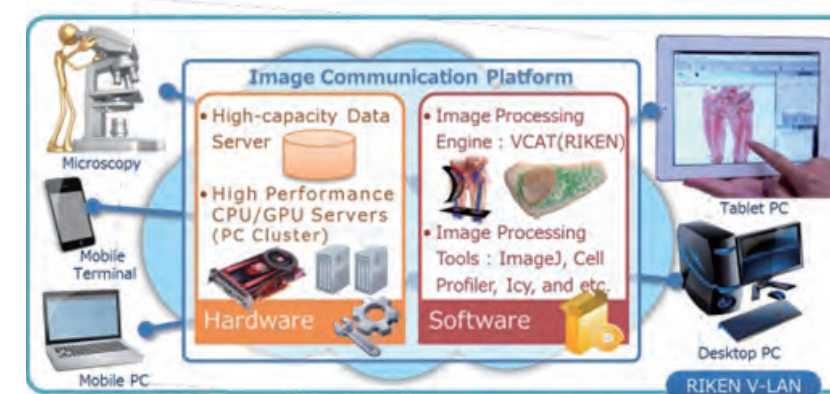 Image Communication Platform
• High-capacity Data
Server
• High Performance
CPU/GPU Servers
(PC Cluster)
Hardware
• Image Processing
Engine : VCAT(RIKEN)
• Image Processing
Tools : ImageJ, Cell
Profiler, Icy, and etc.
Software
Microscopy
Mobile
Terminal
Mobile PC
Tablet PC
Desktop PC
RIKEN V-LAN